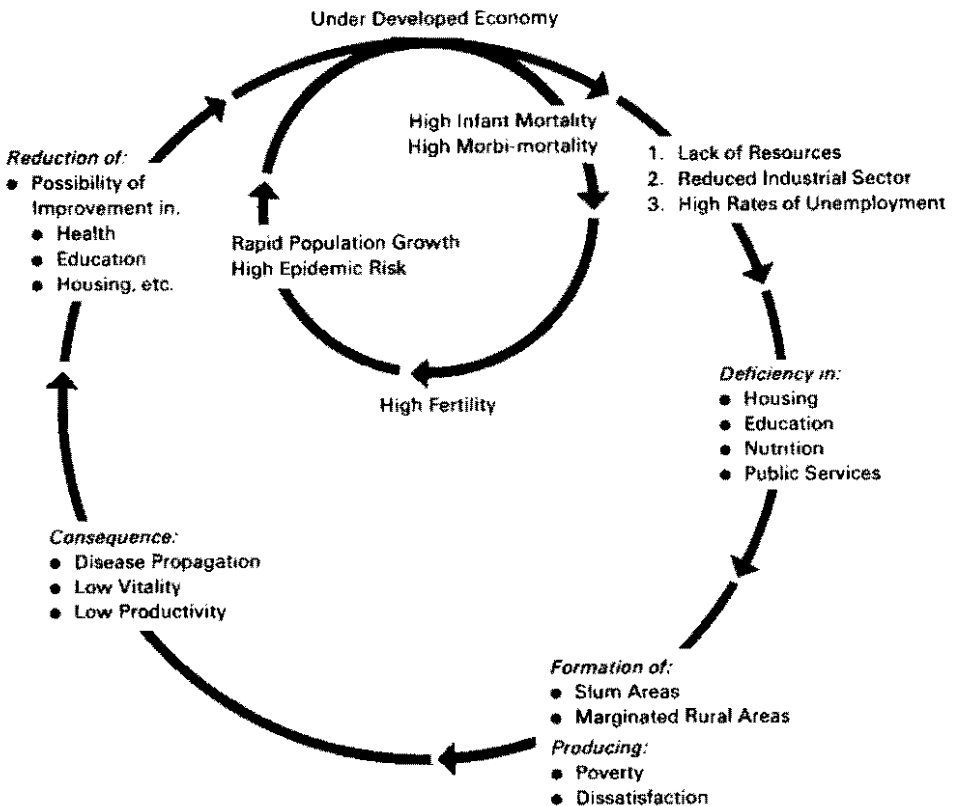 Under Developed Economy
High Infant Mortality
High Morbi-mortality
1. Lack of Resources
2. Reduced Industrial Sector
3. High Rates of Unemployment
Reduction of:
● Possibility of
Improvement in.
● Health
● Education
● Housing, etc.
Rapid Population Growth
High Epidemic Risk
High Fertility
Deficiency in:
● Housing
● Education
● Nutrition
● Public Services
Consequence:
● Disease Propagation
● Low Vitality
● Low Productivity
Formation of:
● Slum Areas
● Marginated Rural Areas
Producing:
● Poverty
● Dissatisfaction